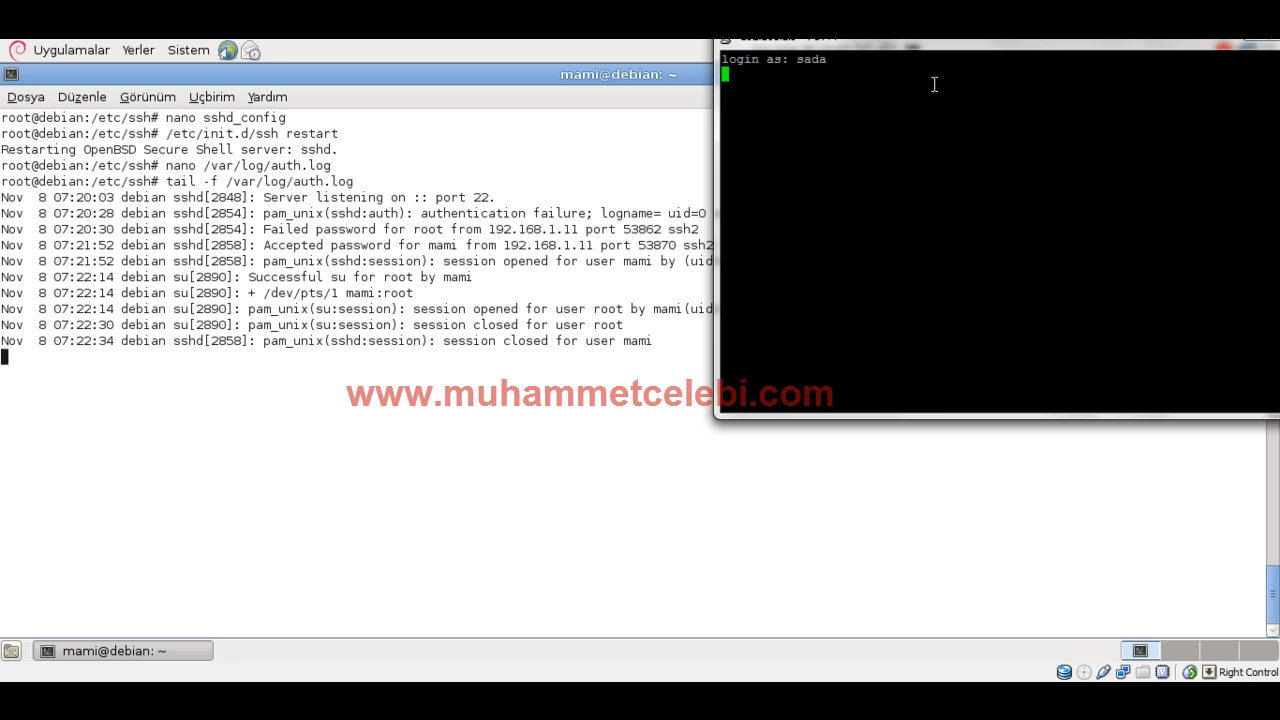 Uygulamalar Yerler Sistem
mami@debian: ~
Dosya Düzenle Görünüm Uçbirim Yardım
root@debian:/etc/ssh# nano sshd_config
root@debian:/etc/ssh# /etc/init.d/ssh restart
Restarting OpenBSD Secure Shell server: sshd.
root@debian:/etc/ssh# nano /var/log/auth.log
root@debian:/etc/ssh# tail -f /var/log/auth.log
Nov  8 07:20:03 debian sshd[2848]: Server listening on :: port 22.
Nov  8 07:20:28 debian sshd[2854]: pam_unix(sshd:auth): authentication failure; logname= uid=0
Nov  8 07:20:30 debian sshd[2854]: Failed password for root from 192.168.1.11 port 53862 ssh2
Nov  8 07:21:52 debian sshd[2858]: Accepted password for mami from 192.168.1.11 port 53870 ssh2
Nov  8 07:21:52 debian sshd[2858]: pam_unix(sshd:session): session opened for user mami by (uid
Nov  8 07:22:14 debian su[2890]: Successful su for root by mami
Nov  8 07:22:14 debian su[2890]: + /dev/pts/1 mami:root
Nov  8 07:22:14 debian su[2890]: pam_unix(su:session): session opened for user root by mami(uid
Nov  8 07:22:30 debian su[2890]: pam_unix(su:session): session closed for user root
Nov  8 07:22:34 debian sshd[2858]: pam_unix(sshd:session): session closed for user mami
login as: sada
www.muhammetcelebi.com
mami@debian: ~
Right Control